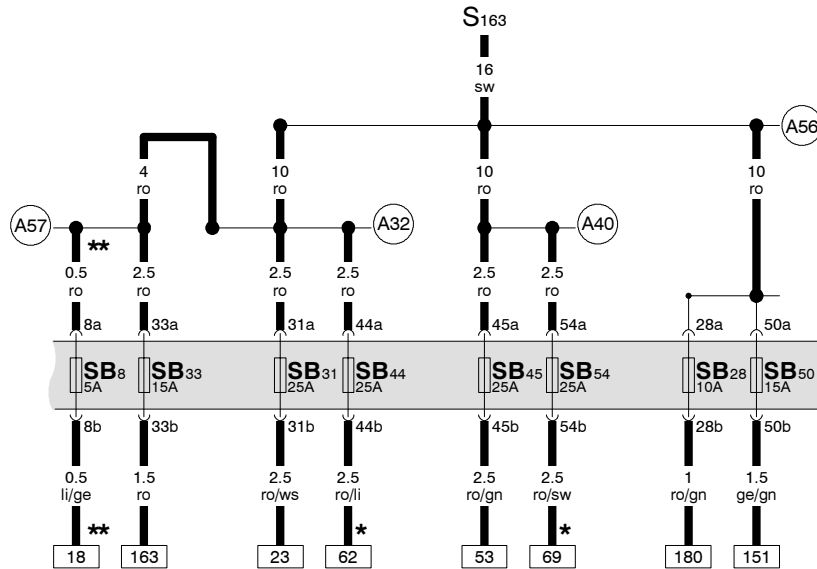 S163
16
sw
A56
4
ro
10
ro
10
ro
10
ro
A57
**
A32
A40
0.5
ro
2.5
ro
2.5
ro
2.5
ro
2.5
ro
2.5
ro
8a
33a
31a
44a
45a
54a
28a
50a
SB8
5A
SB33
15A
SB31
25A
SB44
25A
SB45
25A
SB54
25A
SB28
10A
SB50
15A
8b
33b
31b
44b
45b
54b
28b
50b
0.5
li/ge
1.5
ro
2.5
ro/ws
2.5
ro/li
2.5
ro/gn
2.5
ro/sw
1
ro/gn
1.5
ge/gn
**
*
*
18
163
23
62
53
69
180
151